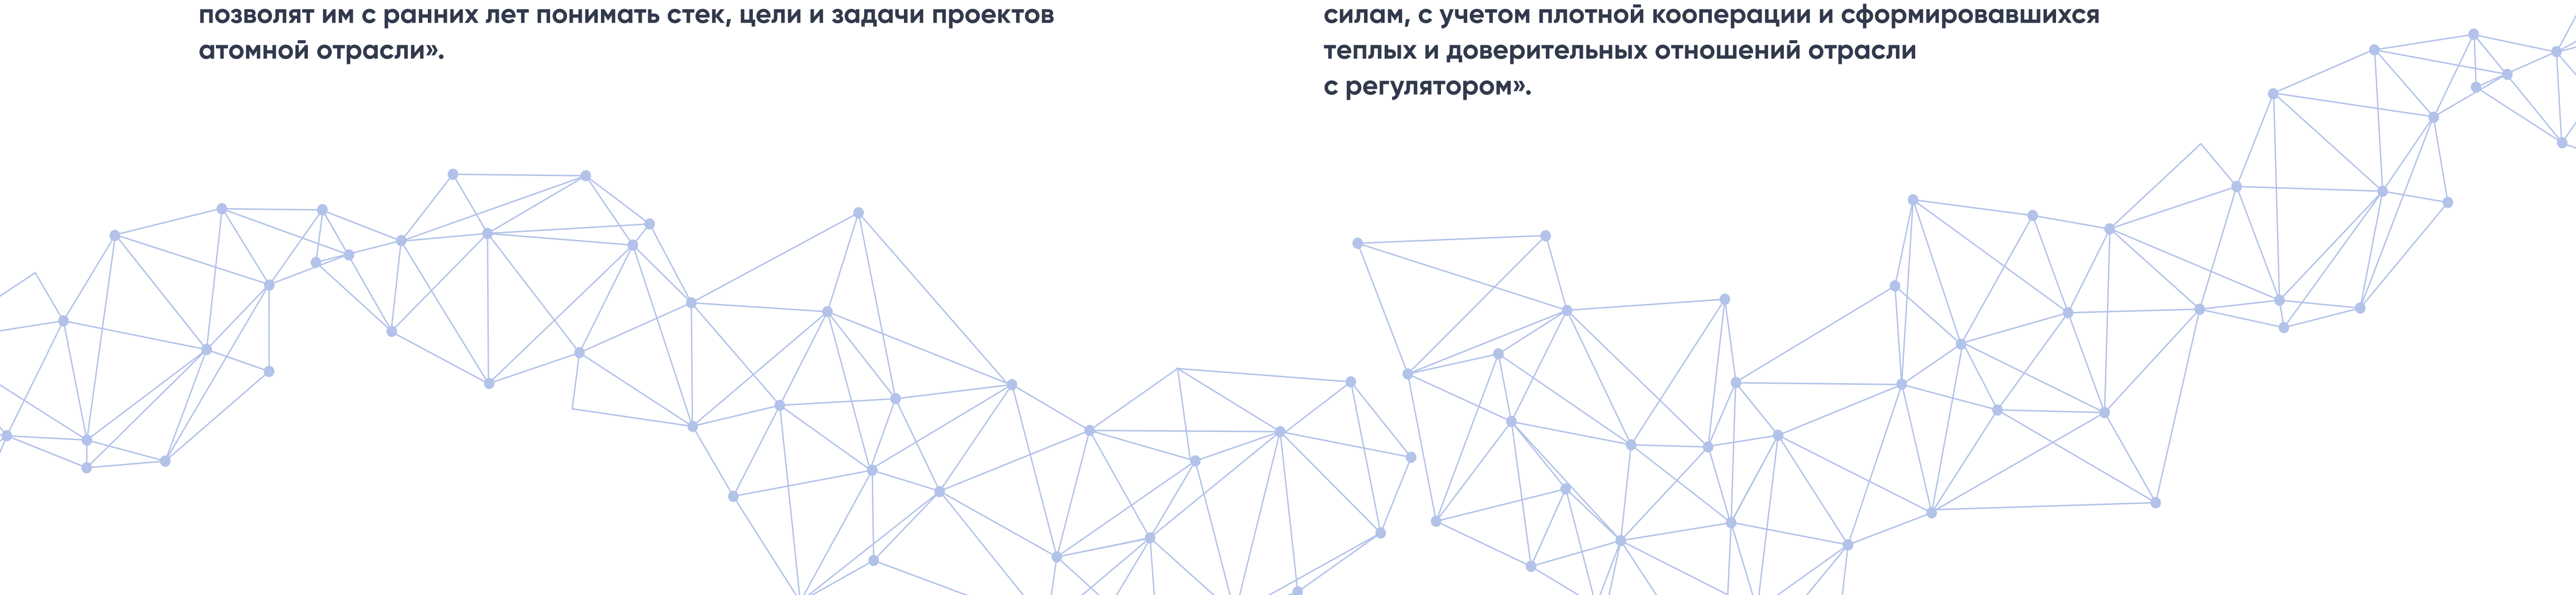 позволят им с ранних лет понимать стек, цели и задачи проектов
атомной отрасли».
силам, с учетом плотной кооперации и сформировавшихся
теплых и доверительных отношений отрасли
с регулятором».